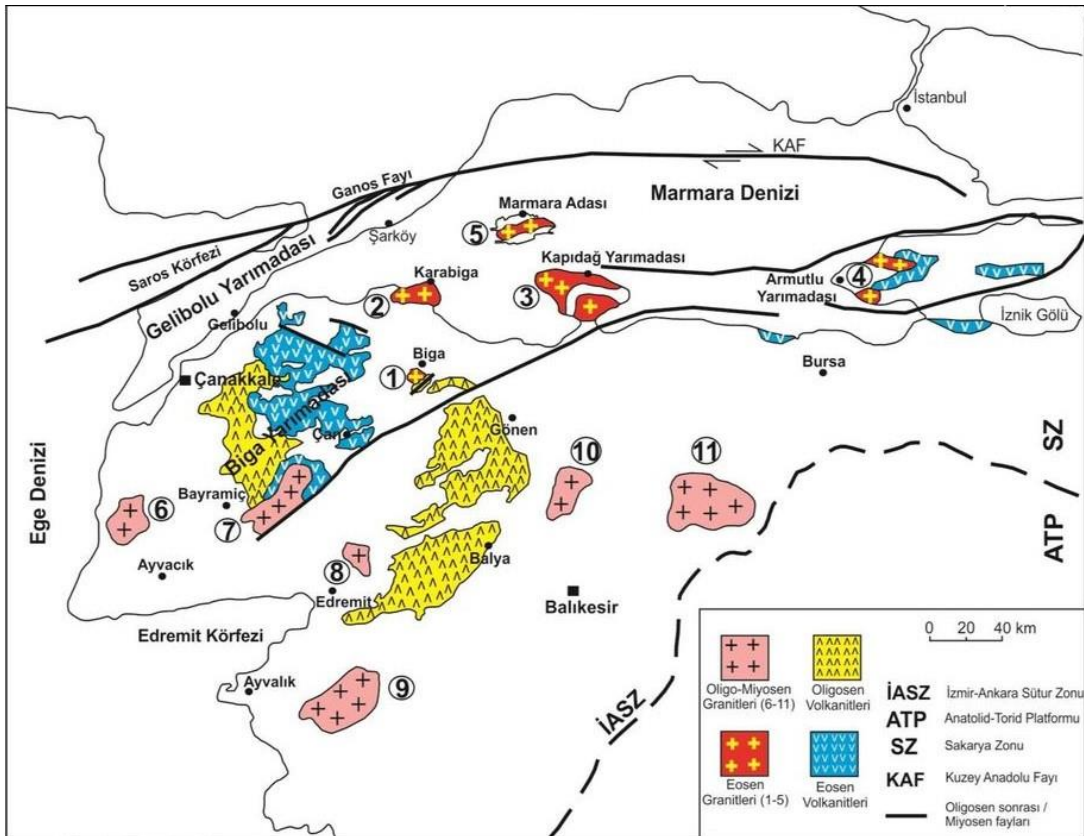 İstanbul
KAF
Ganos Fayı
Marmara Denizi
Marmara Adası
5
Şarköy
Saros Körfezi
Gelibolu Yarımadası
Kapıdağ Yarımadası
Karabiga
2
3
4
Armutlu
Yarımadası
İznik Gölü
Gelibolu
Biga
1
Bursa
Çanakkale
Biga Yarımadası
Çan
Gönen
SZ
ATP
Ege Denizi
10
11
6
Bayramiç
7
Ayvacık
8
Edremit
Balya
Balıkesir
Edremit Körfezi
Ayvalık
9
İASZ
0 20 40 km
Oligo-Miyosen
Granitleri (6-11)
Oligosen
Volkanitleri
Eosen
Granitleri (1-5)
Eosen
Volkanitleri
İASZ İzmir-Ankara Sütur Zonu
ATP Anatolid-Torid Platformu
SZ Sakarya Zonu
KAF Kuzey Anadolu Fayı
Oligosen sonrası /
Miyosen fayları